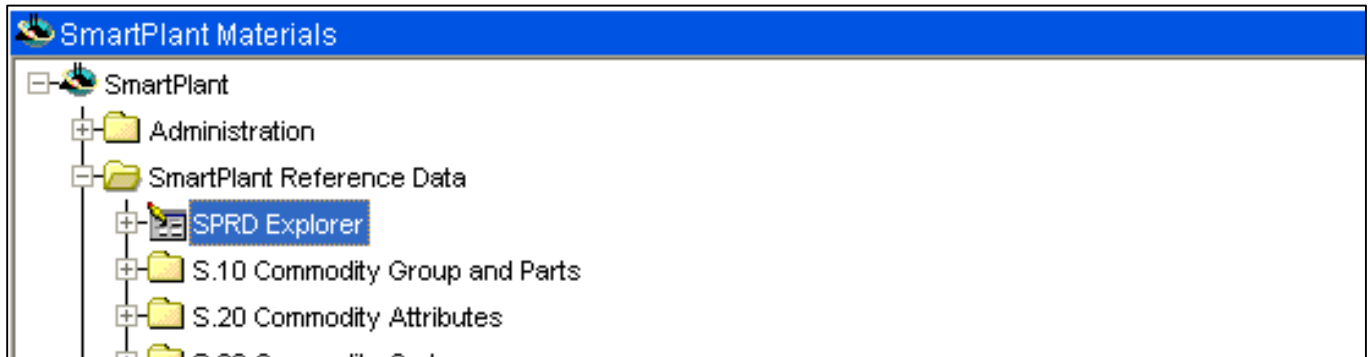 SmartPlant Materials
SmartPlant
Administration
SmartPlant Reference Data
SPRD Explorer
S.10 Commodity Group and Parts
S.20 Commodity Attributes